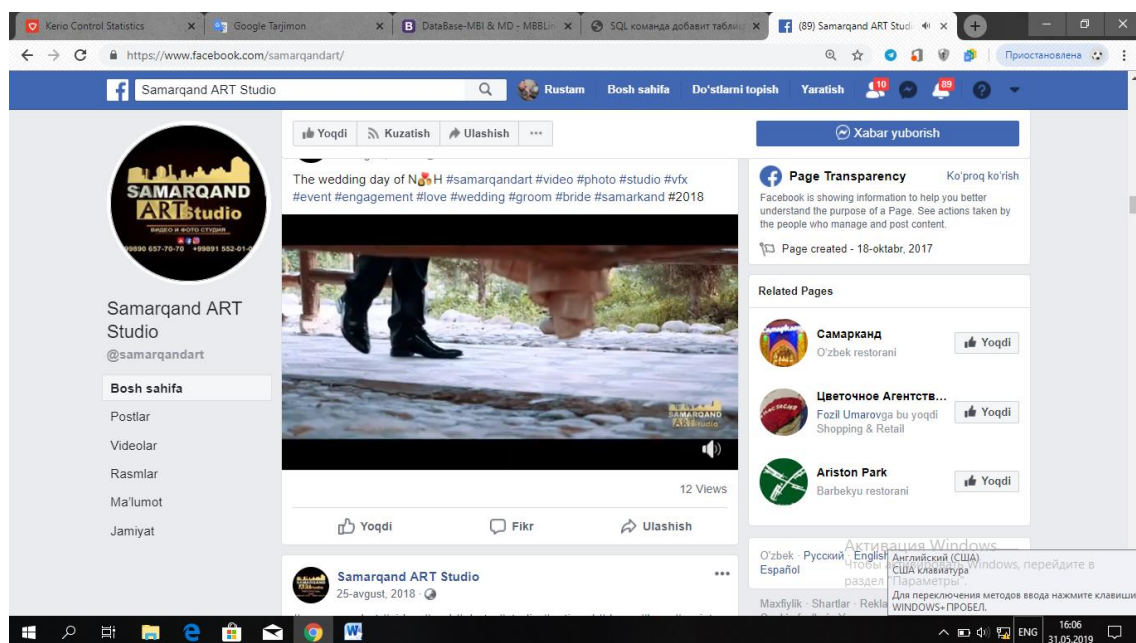 Kerio Control Statistics
Google Tarjimon
DataBase-MBI & MD - MBBLin
SQL команда добавит таблиц
(89) Samarqand ART Studi
https://www.facebook.com/samarqandart/
Приостановлена
Samarqand ART Studio
Rustam
Bosh sahifa
Do'stlarni topish
Yaratish
10
89
Yoqdi
Kuzatish
Ulashish
Xabar yuborish
SAMARQAND
ARTstudio
ВИДЕО И ФОТО СТУДИЯ
99890 657-70-70 +99891 552-01-0
Samarqand ART
Studio
@samarqandart
Bosh sahifa
Postlar
Videolar
Rasmlar
Ma'lumot
Jamiyat
The wedding day of N H #samarqandart #video #photo #studio #vfx
#event #engagement #love #wedding #groom #bride #samarkand #2018
SAMARQAND
ARTstudio
12 Views
Yoqdi
Fikr
Ulashish
Samarqand ART Studio
25-avgust, 2018
Page Transparency
Ko'proq ko'rish
Facebook is showing information to help you better
understand the purpose of a Page. See actions taken by
the people who manage and post content.
Page created - 18-oktabr, 2017
Related Pages
Самарканд
O'zbek restorani
Yoqdi
Цветочное Агентств...
Fozil Umarovga bu yoqdi
Shopping & Retail
Yoqdi
Ariston Park
Barbekyu restorani
Yoqdi
O'zbek · Русский · English
Español
Maxfiylik · Shartlar · Rekla
Активация Windows
Чтобы активировать Windows, перейдите в
раздел "Параметры".
Английский (США)
США клавиатура
Для переключения методов ввода нажмите клавиши
WINDOWS+ПРОБЕЛ.
ENG
16:06
31.05.2019